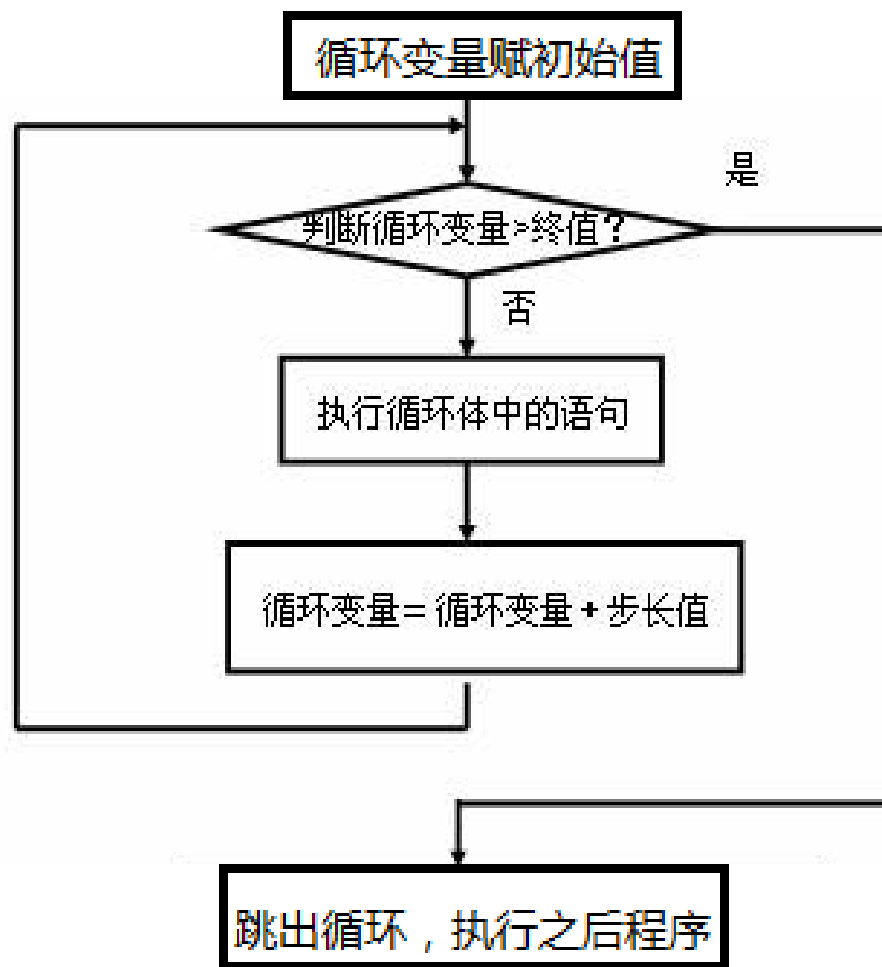 循环变量赋初始值
是
判断循环变量>终值？
否
执行循环体中的语句
循环变量=循环变量+步长值
跳出循环，执行之后程序